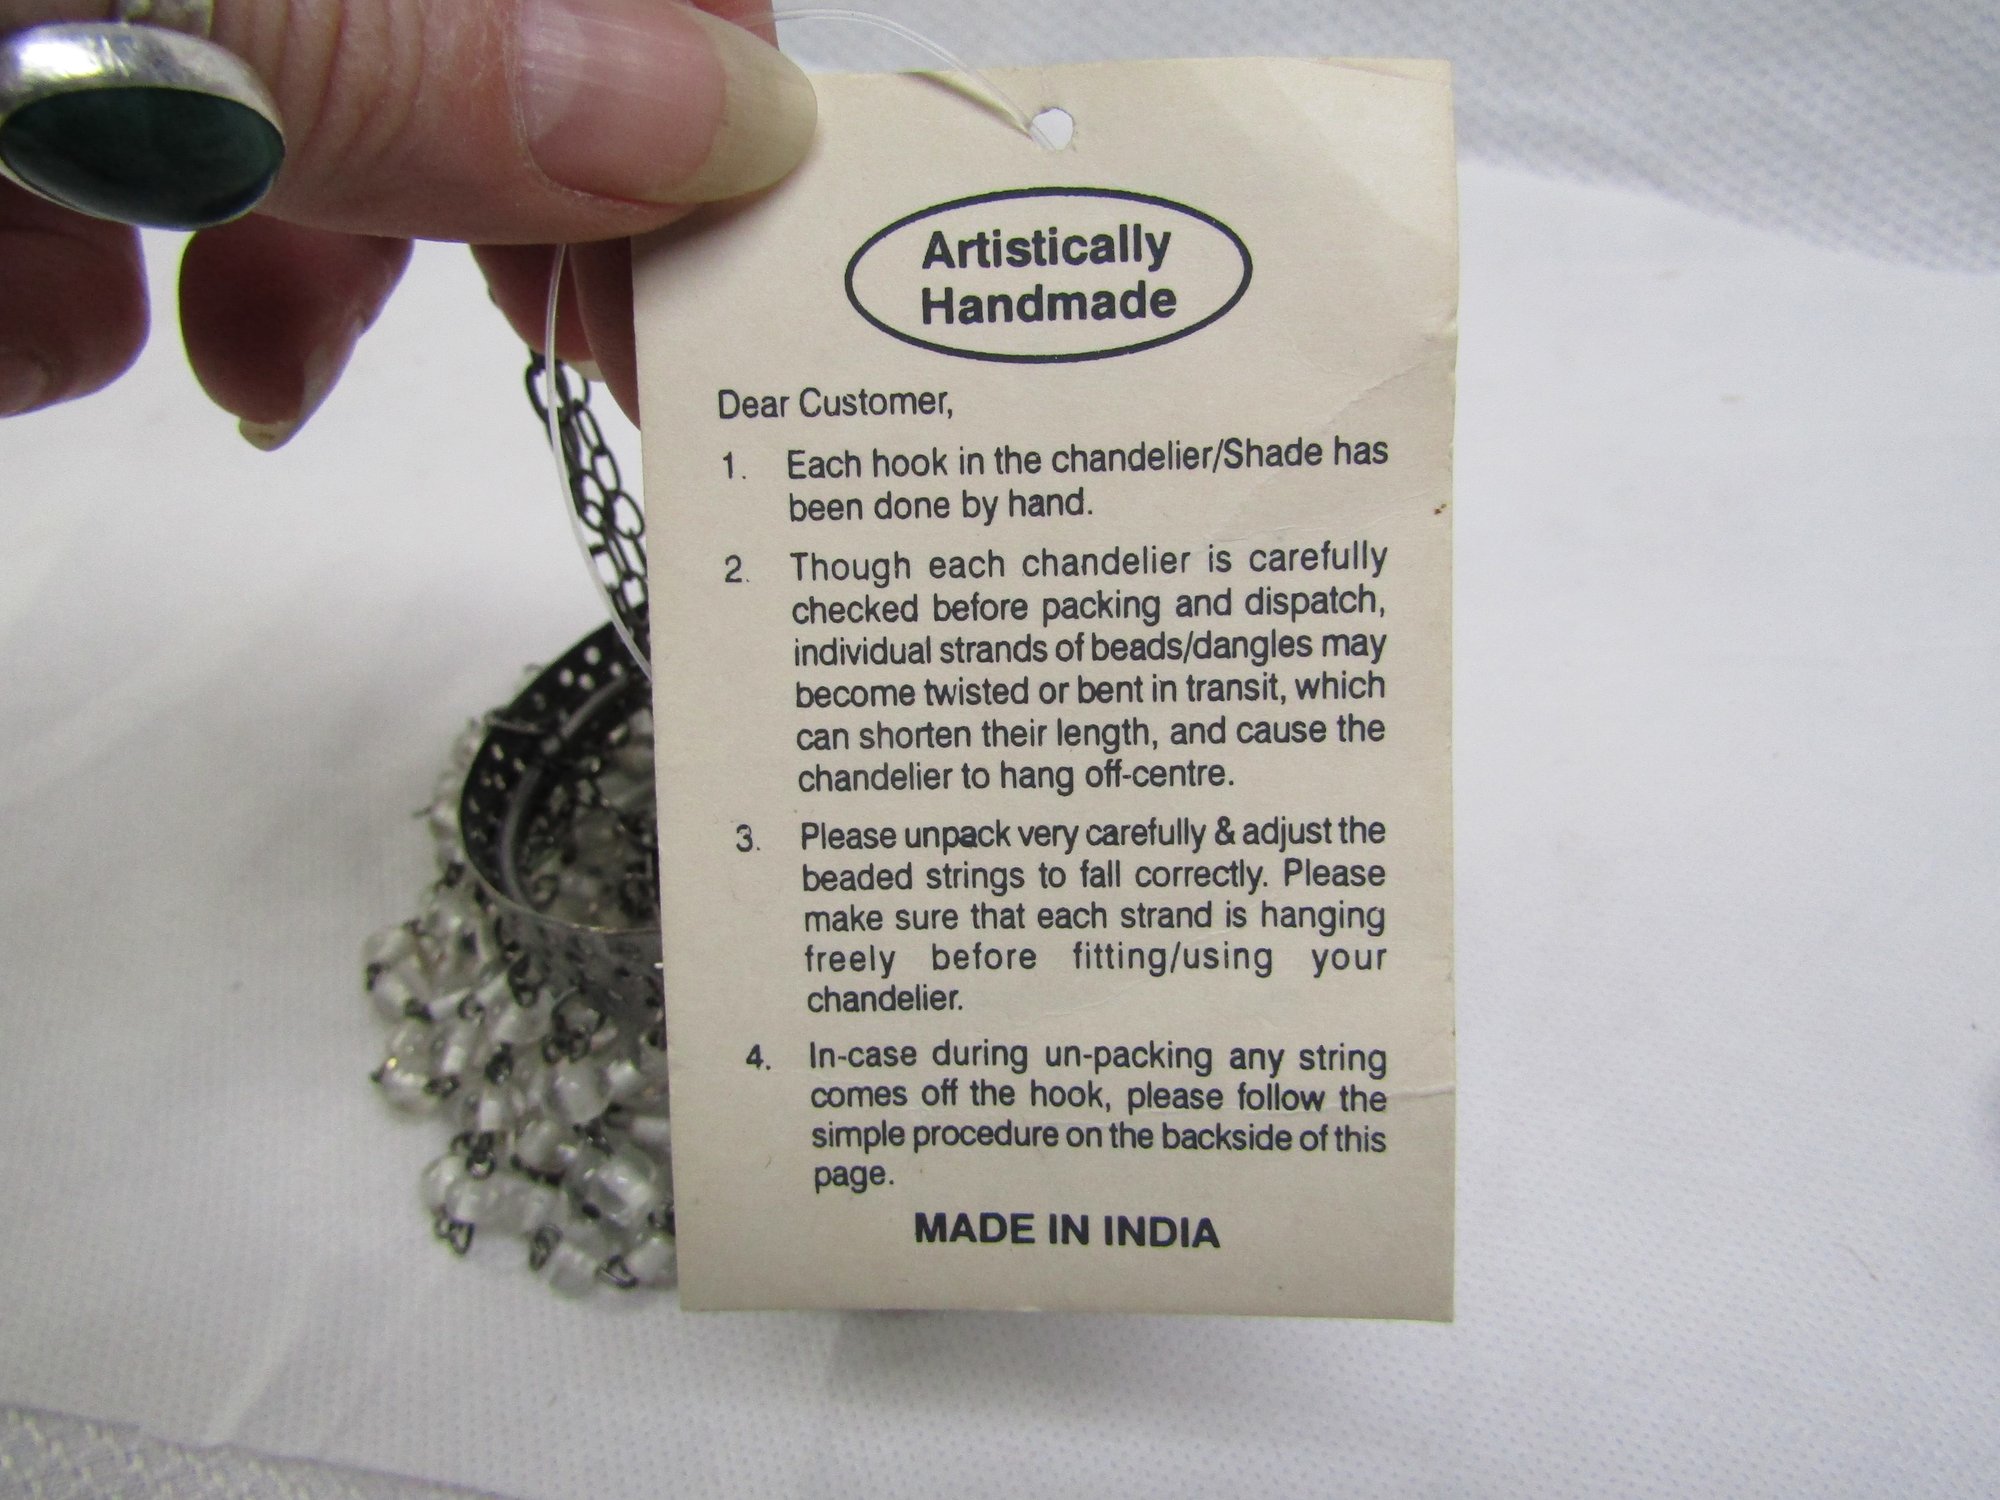 Artistically
Handmade
Dear Customer,
1. Each hook in the chandelier/Shade has
been done by hand.
2. Though each chandelier is carefully
checked before packing and dispatch,
individual strands of beads/dangles may
become twisted or bent in transit, which
can shorten their length, and cause the
chandelier to hang off-centre.
3. Please unpack very carefully & adjust the
beaded strings to fall correctly. Please
make sure that each strand is hanging
freely before fitting/using your
chandelier.
4. In-case during un-packing any string
comes off the hook, please follow the
simple procedure on the backside of this
page.
MADE IN INDIA